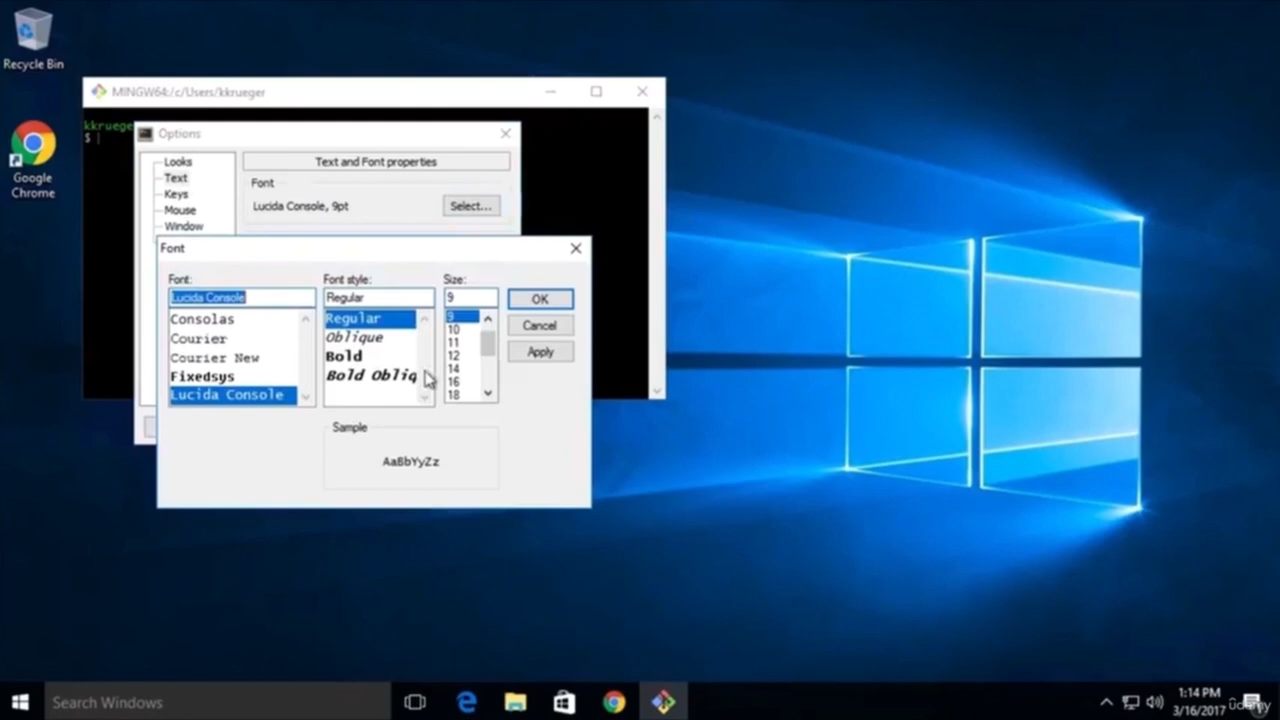 Recycle Bin
Google
Chrome
MINGW64:/c/Users/kkrueger
kkruege
$
Options
Looks
Text
Keys
Mouse
Window
Text and Font properties
Font
Lucida Console, 9pt
Select...
Font
Font:
Lucida Console
Consolas
Courier
Courier New
Fixedsys
Lucida Console
Font style:
Regular
Regular
Oblique
Bold
Bold Obliq
Size:
9
9
10
11
12
14
16
18
OK
Cancel
Apply
Sample
AaBbYyZz
Search Windows
1:14 PM
3/16/2017
ûdemy